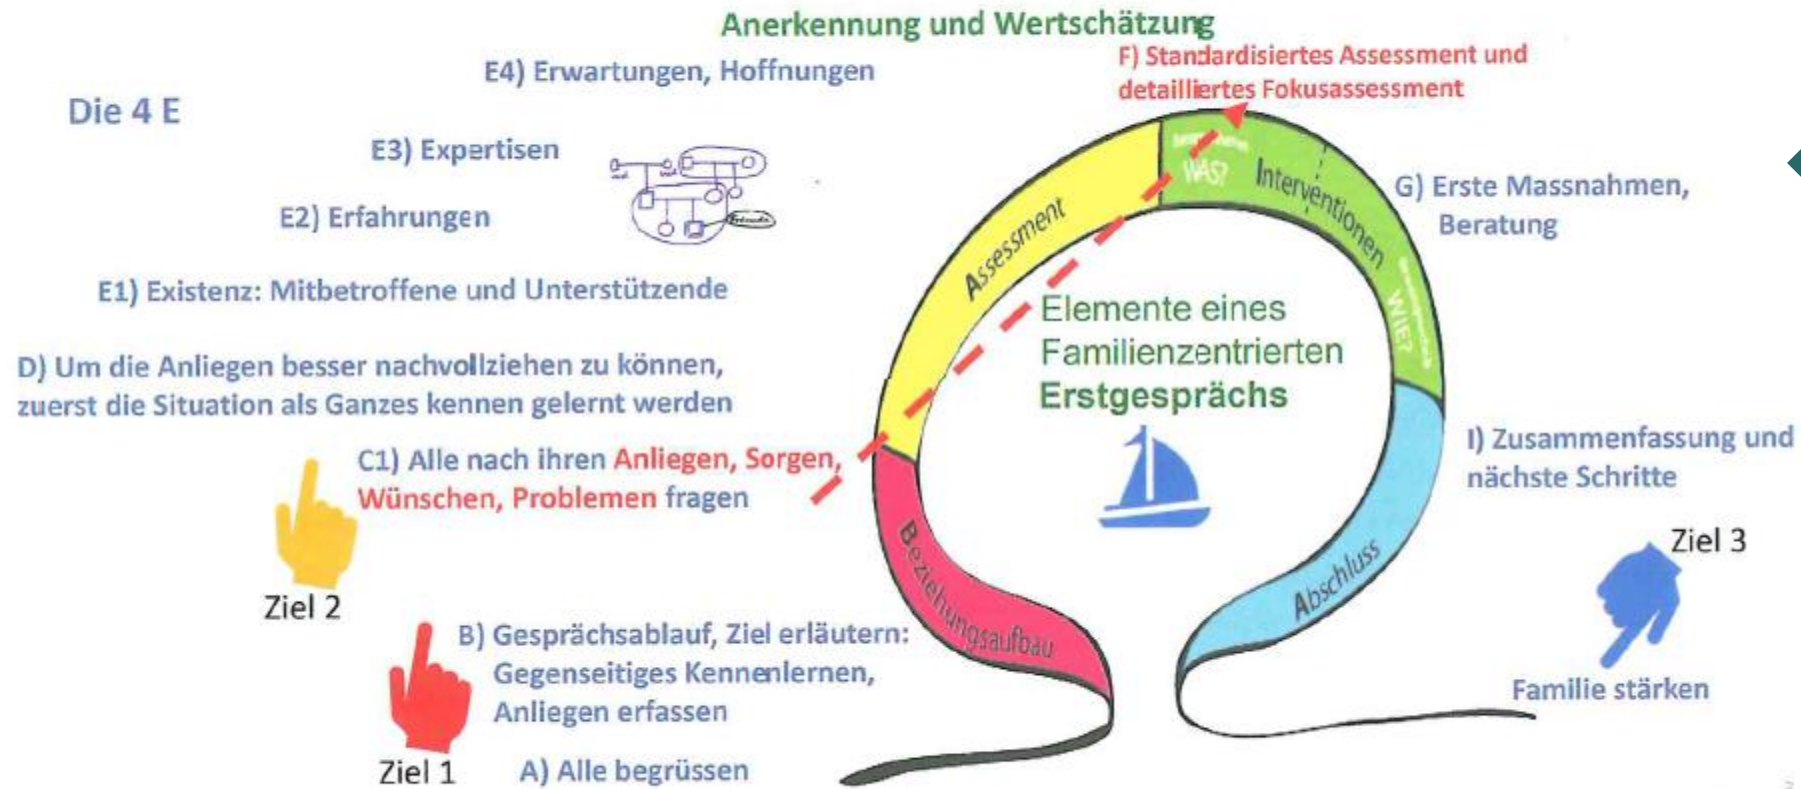 Anerkennung und Wertschätzung
E4) Erwartungen, Hoffnungen
F) Standardisiertes Assessment und
detailliertes Fokusassessment
Die 4 E
E3) Expertisen
E2) Erfahrungen
E1) Existenz: Mitbetroffene und Unterstützende
D) Um die Anliegen besser nachvollziehen zu können,
zuerst die Situation als Ganzes kennen gelernt werden
C1) Alle nach ihren Anliegen, Sorgen,
Wünschen, Problemen fragen
Ziel 2
B) Gesprächsablauf, Ziel erläutern:
Gegenseitiges Kennenlernen,
Anliegen erfassen
Ziel 1
A) Alle begrüssen
Beziehungsaufbau
Assessment
WAS?
Interventionen
WIE?
Abschluss
Elemente eines
Familienzentrierten
Erstgesprächs
G) Erste Massnahmen,
Beratung
I) Zusammenfassung und
nächste Schritte
Ziel 3
Familie stärken